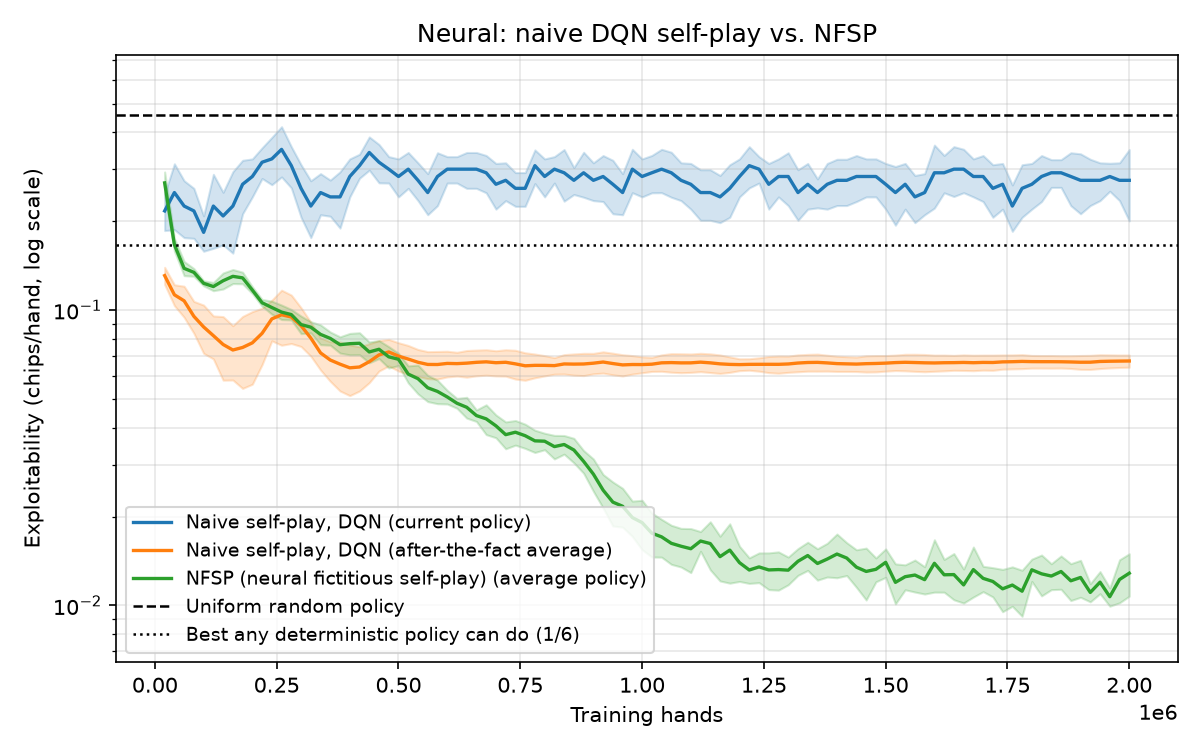 Neural: naive DQN self-play vs. NFSP
Exploitability (chips/hand, log scale)
10⁻¹
10⁻²
Naive self-play, DQN (current policy)
Naive self-play, DQN (after-the-fact average)
NFSP (neural fictitious self-play) (average policy)
Uniform random policy
Best any deterministic policy can do (1/6)
0.00 0.25 0.50 0.75 1.00 1.25 1.50 1.75 2.00
1e6
Training hands